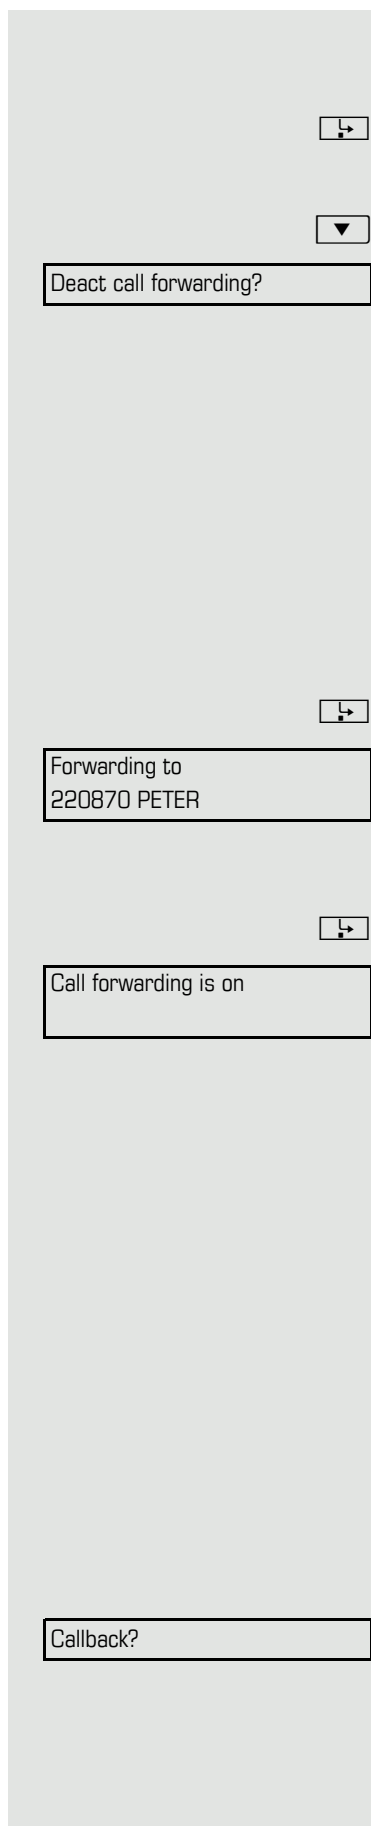 Deact call forwarding?
Forwarding to
220870 PETER
Call forwarding is on
Callback?